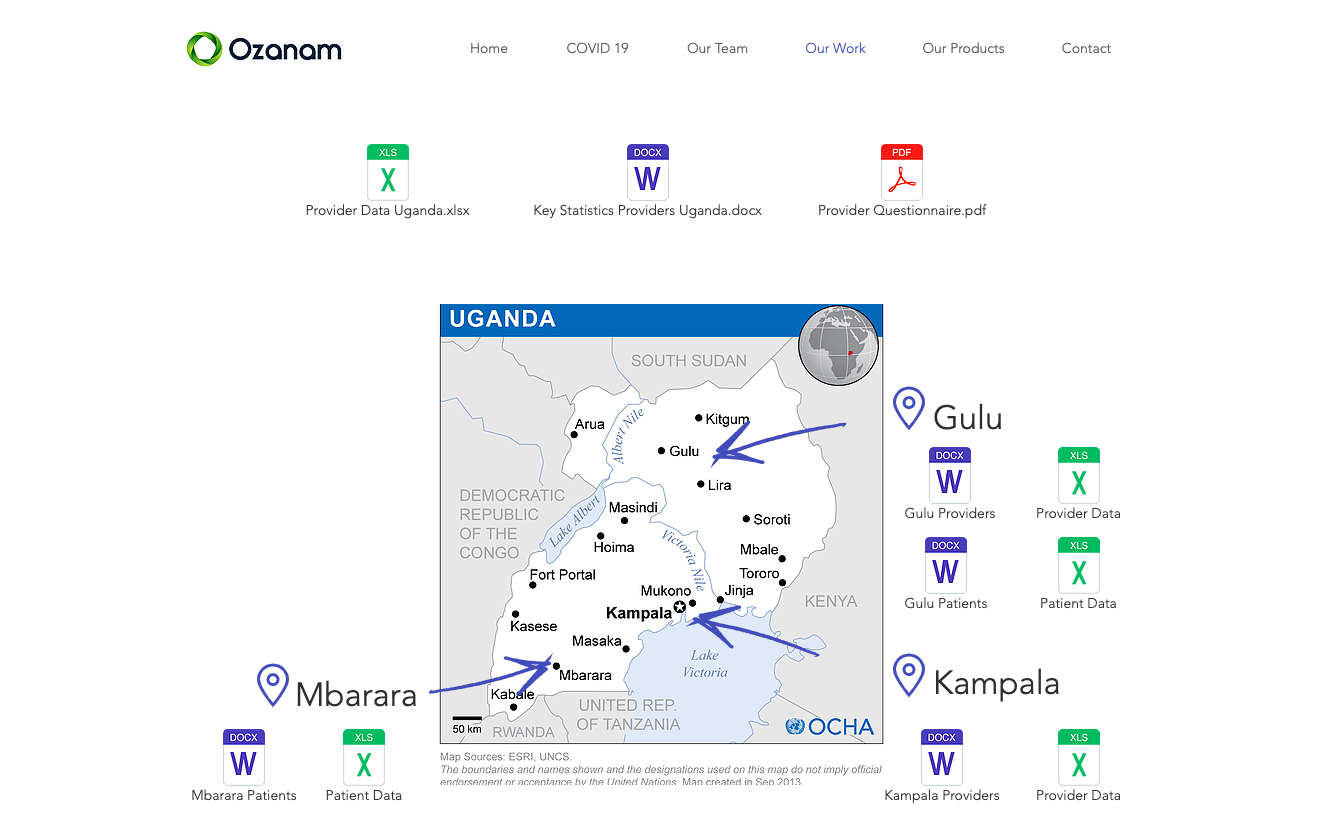 Ozanam
Home
COVID 19
Our Team
Our Work
Our Products
Contact
XLS
X
Provider Data Uganda.xlsx
DOCX
W
Key Statistics Providers Uganda.docx
PDF
Provider Questionnaire.pdf
UGANDA
SOUTH SUDAN
Arua
Albert Nile
Kitgum
Gulu
Lira
DEMOCRATIC
REPUBLIC
OF THE
CONGO
Lake Albert
Masindi
Soroti
Hoima
Victoria Nile
Mbale
Fort Portal
Tororo
Mukono
Jinja
KENYA
Kampala
Kasese
Masaka
Lake
Victoria
Mbarara
Kabale
UNITED REP.
OF TANZANIA
50 km
RWANDA
OCHA
Map Sources: ESRI, UNCS.
The boundaries and names shown and the designations used on this map do not imply official
endorsement or acceptance by the United Nations. Map created in Sep 2013.
Gulu
DOCX
W
Gulu Providers
XLS
X
Provider Data
DOCX
W
Gulu Patients
XLS
X
Patient Data
Mbarara
DOCX
W
Mbarara Patients
XLS
X
Patient Data
Kampala
DOCX
W
Kampala Providers
XLS
X
Provider Data